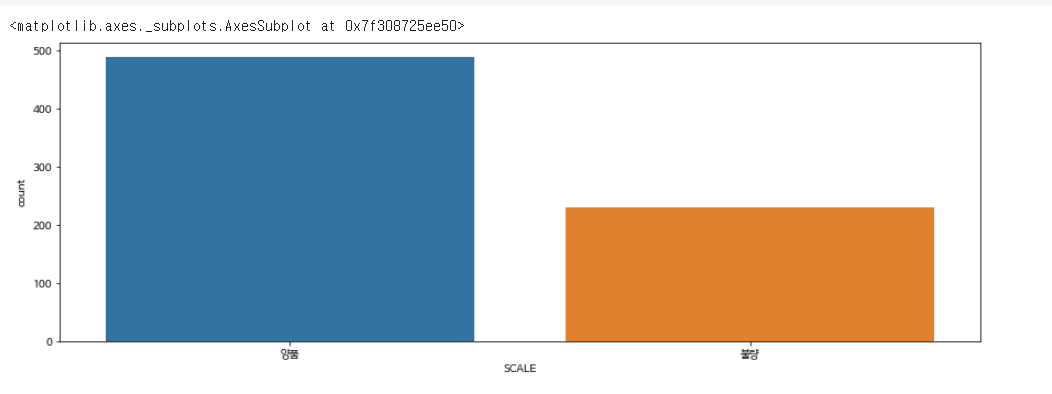 <matplotlib.axes._subplots.AxesSubplot at 0x7f308725ee50>
500
400
300
200
100
0
count
양품 불량
SCALE